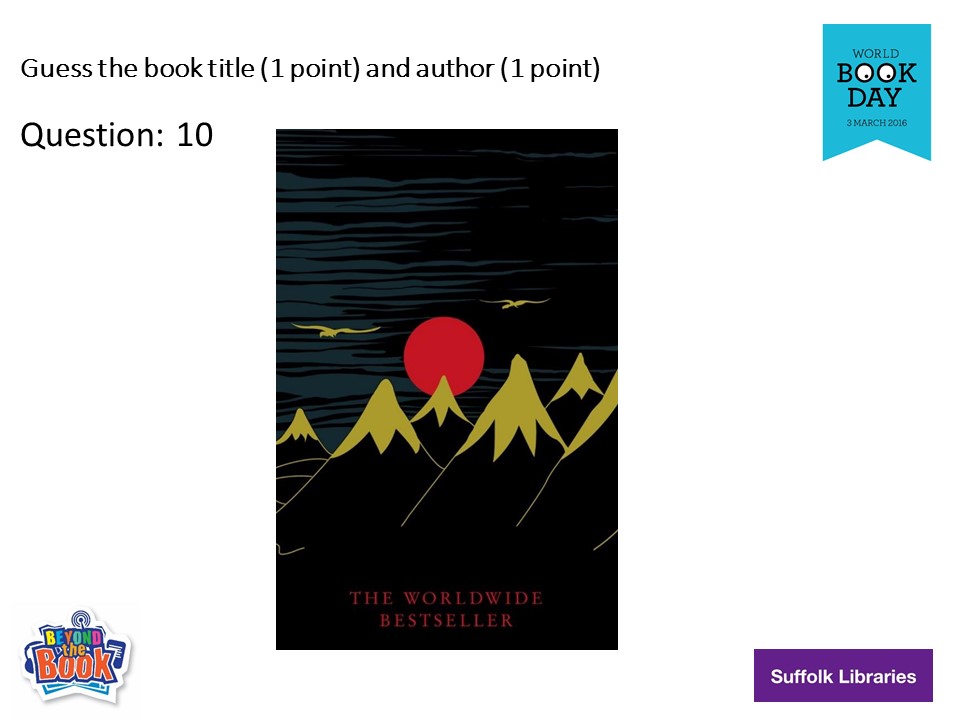 Guess the book title (1 point) and author (1 point)
WORLD
BOOK
DAY
3 MARCH 2016
Question: 10
THE WORLDWIDE
BESTSELLER
BEYOND
the
BOOK
Suffolk Libraries